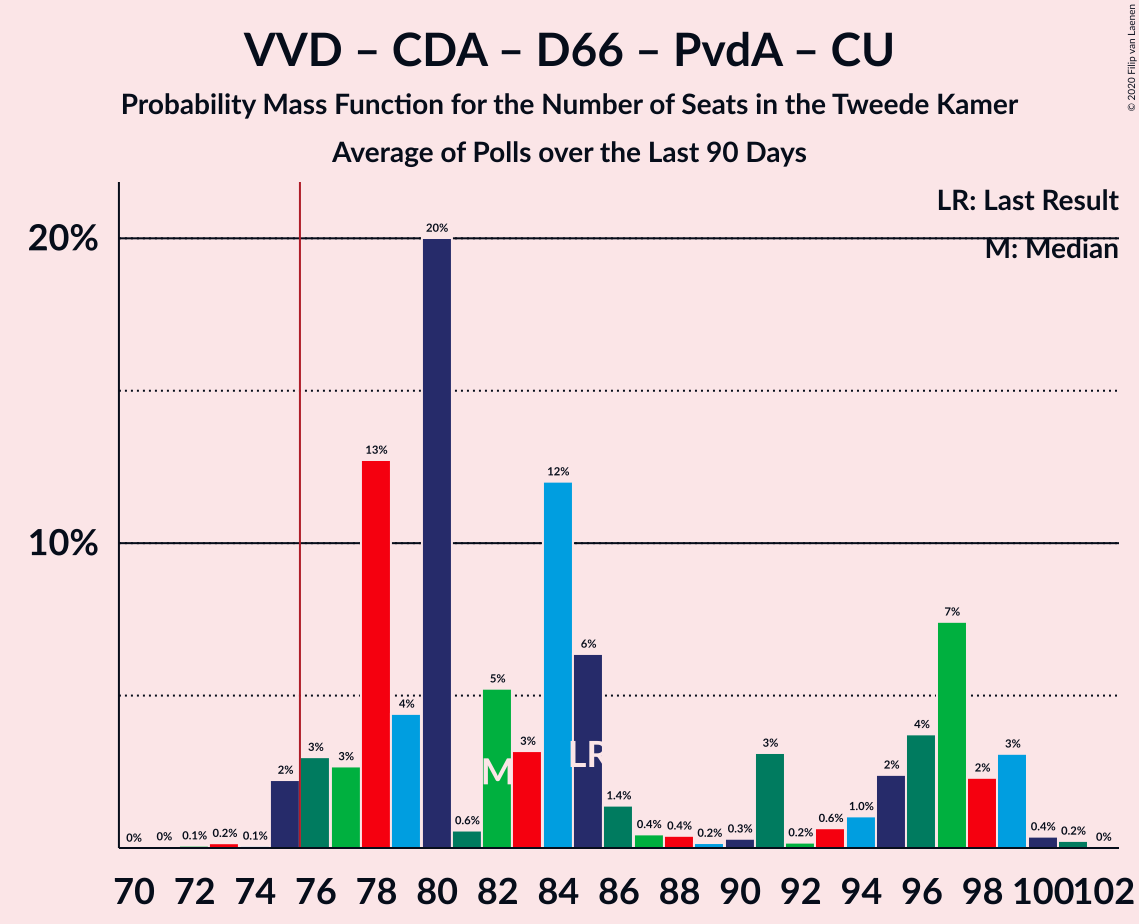 VVD – CDA – D66 – PvdA – CU
Probability Mass Function for the Number of Seats in the Tweede Kamer
Average of Polls over the Last 90 Days
© 2020 Filip van Laenen
LR: Last Result
M: Median
20%
10%
0% 0% 0.1% 0.2% 0.1% 2% 3% 3% 13% 4% 20% 0.6% 5% 3% 12% 6% 1.4% 0.4% 0.4% 0.2% 0.3% 3% 0.2% 0.6% 1.0% 2% 4% 7% 2% 3% 0.4% 0.2% 0%
M LR
70 72 74 76 78 80 82 84 86 88 90 92 94 96 98 100 102